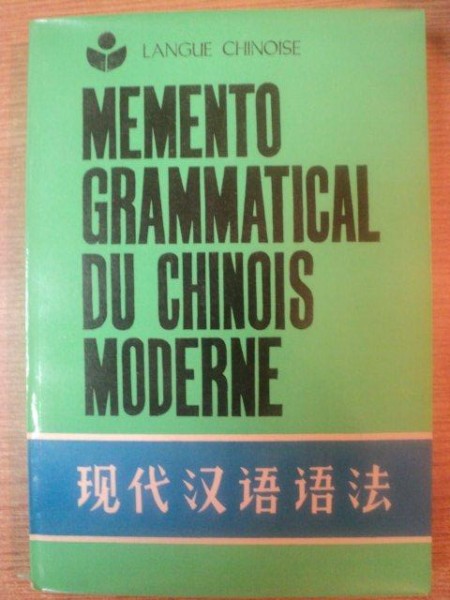 LANGUE CHINOISE
MEMENTO
GRAMMATICAL
DU CHINOIS
MODERNE
现代汉语语法